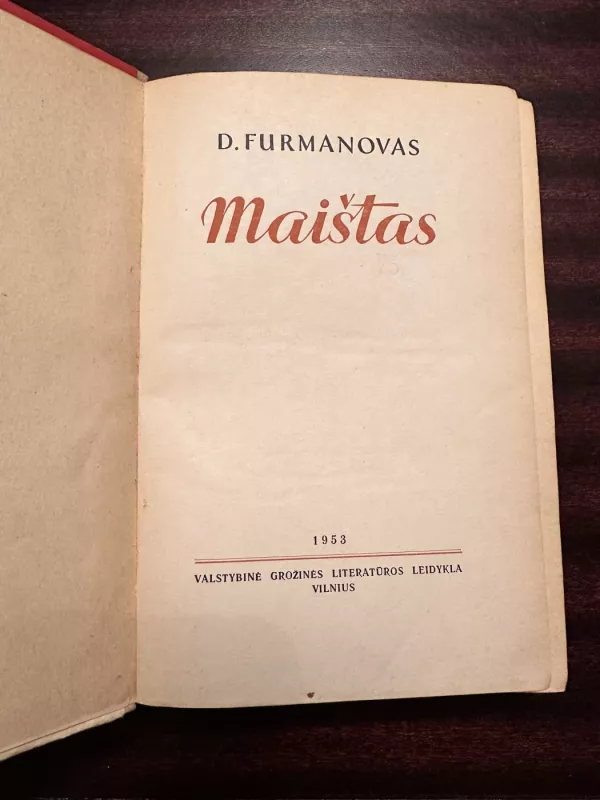 D. FURMANOVAS
Maištas
1953
VALSTYBINĖ GROŽINĖS LITERATŪROS LEIDYKLA
VILNIUS